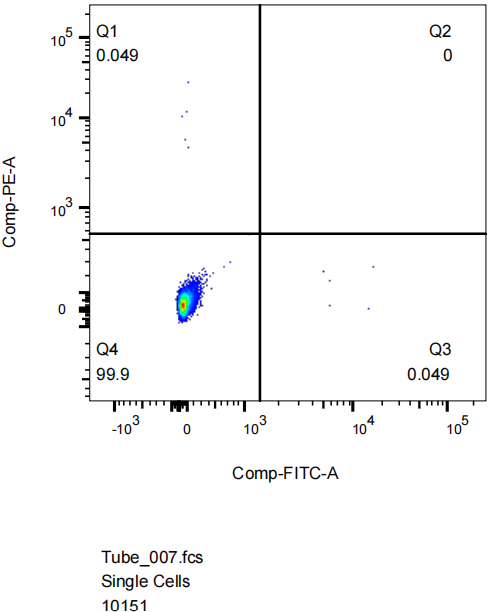 Q1
0.049
Q2
0
10^5
10^4
10^3
0
Comp-PE-A
Q4
99.9
Q3
0.049
-10^3
0
10^3
10^4
10^5
Comp-FITC-A
Tube_007.fcs
Single Cells
10151